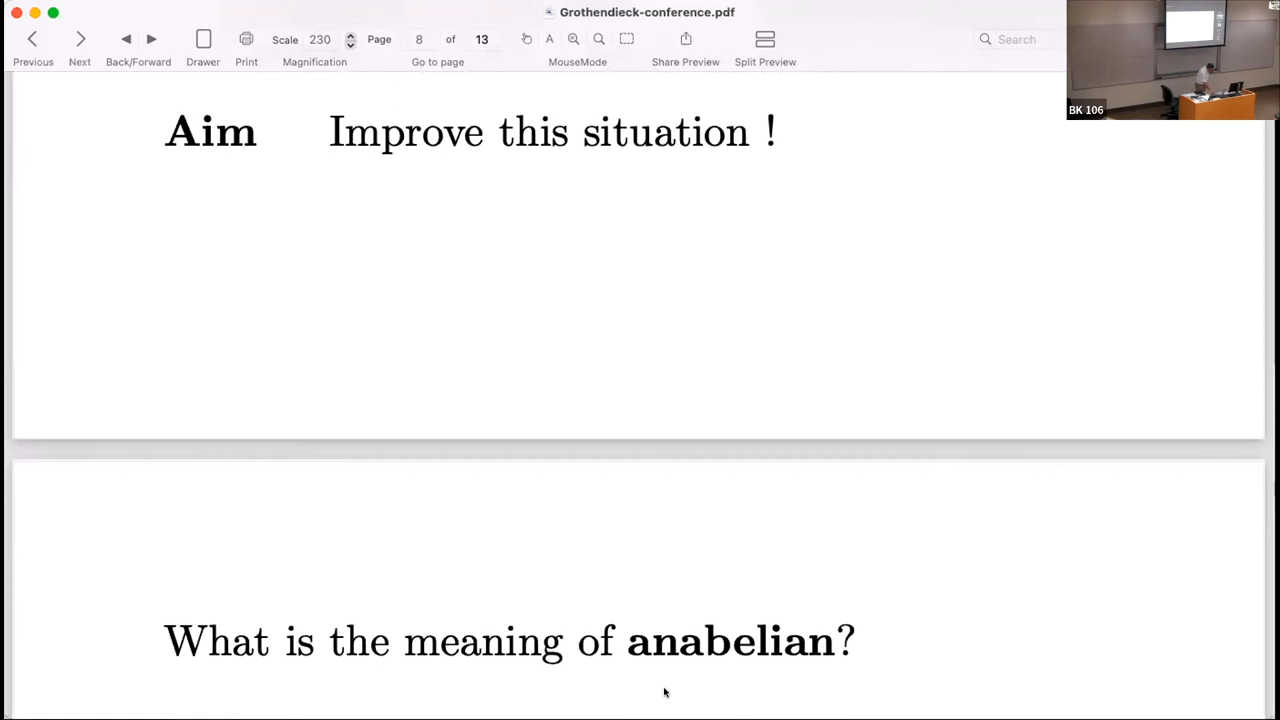 Grothendieck-conference.pdf
Scale 230 Page 8 of 13 Search
Previous Next Back/Forward Drawer Print Magnification Go to page MouseMode Share Preview Split Preview
BK 106
Aim Improve this situation !
What is the meaning of anabelian?